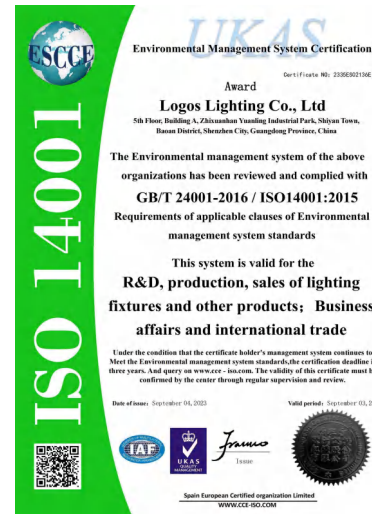 UKAS
ESCCE
Environmental Management System Certification
Certificate NO: 2335ES02136E
Award
Logos Lighting Co., Ltd
5th Floor, Building A, Zhixuanhan Yuanling Industrial Park, Shiyan Town,
Baoan District, Shenzhen City, Guangdong Province, China
The Environmental management system of the above
organizations has been reviewed and complied with
GB/T 24001-2016 / ISO14001:2015
Requirements of applicable clauses of Environmental
management system standards
This system is valid for the
R&D, production, sales of lighting
fixtures and other products; Business
affairs and international trade
Under the condition that the certificate holder's management system continues to
Meet the Environmental management system standards,the certification deadline i
three years. And query on www.cce - iso.com. The validity of this certificate must b
confirmed by the center through regular supervision and review.
Date of issue: September 04, 2023
Valid period: September 03, 2
ISO 14001
IAF
UKAS
QUALITY
MANAGEMENT
Issue
Spain European Certified organization Limited
WWW.CCE-ISO.COM